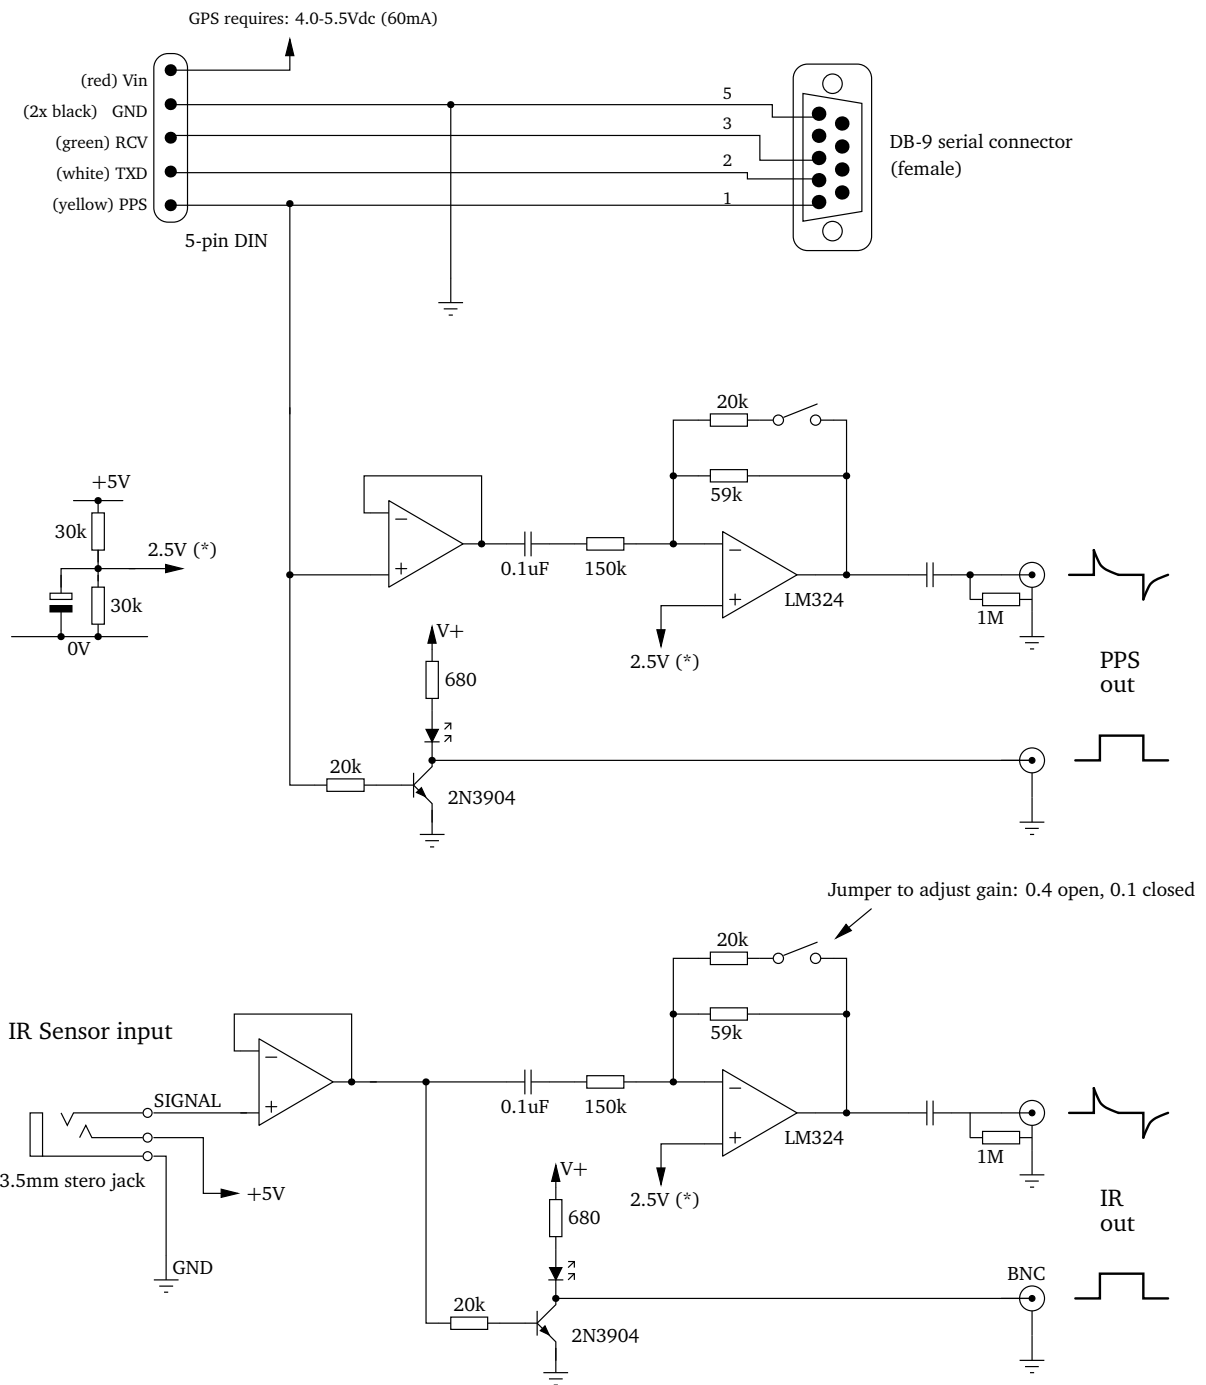 GPS requires: 4.0-5.5Vdc (60mA)
(red) Vin
(2x black) GND
(green) RCV
(white) TXD
(yellow) PPS
5-pin DIN
5
3
2
1
DB-9 serial connector
(female)
20k
59k
+5V
30k
2.5V (*)
30k
0V
−
+
0.1uF
150k
−
+
LM324
2.5V (*)
1M
PPS
out
V+
680
20k
2N3904
Jumper to adjust gain: 0.4 open, 0.1 closed
20k
59k
IR Sensor input
−
+
SIGNAL
3.5mm stero jack
+5V
GND
0.1uF
150k
−
+
LM324
2.5V (*)
1M
IR
out
V+
680
BNC
20k
2N3904